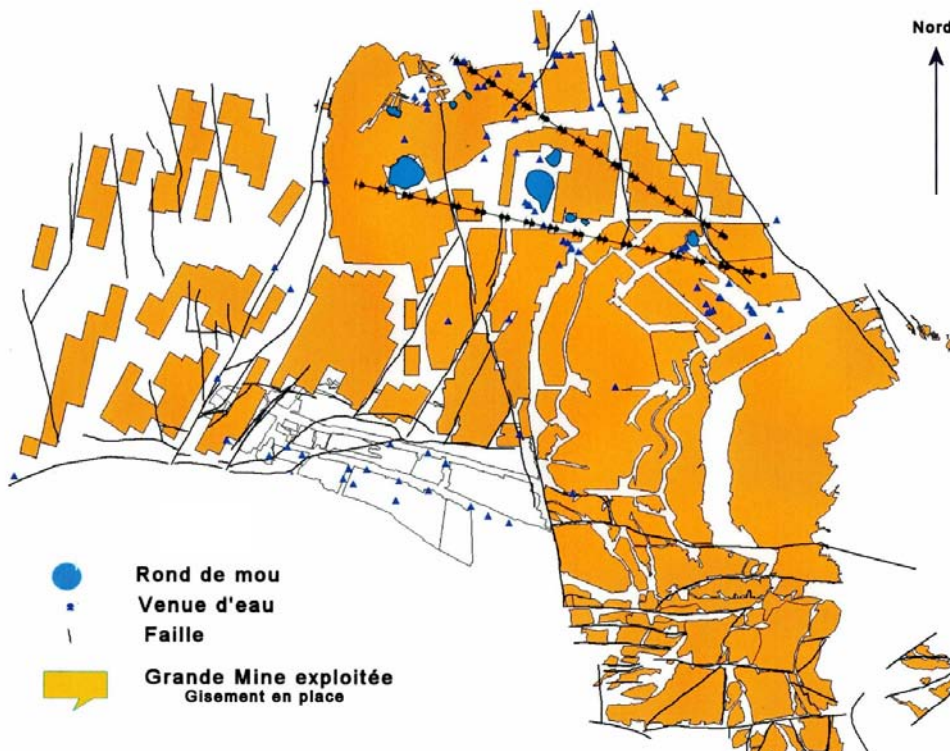 Nord
Rond de mou
Venue d'eau
Faille
Grande Mine exploitée
Gisement en place